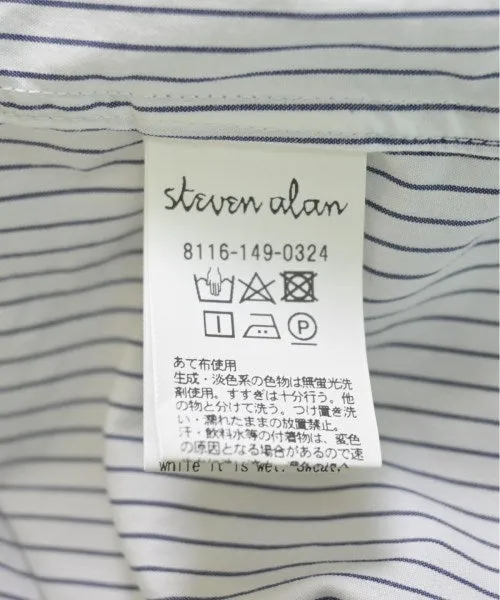 steven alan
8116-149-0324
P
あて布使用
生成・淡色系の色物は無蛍光洗
剤使用。すすぎは十分行う。他
の物と分けて洗う。つけ置き洗
い・濡れたままの放置禁止。
汗・飲料水等の付着物は、変色
の原因となる場合があるので速
while it is wet.